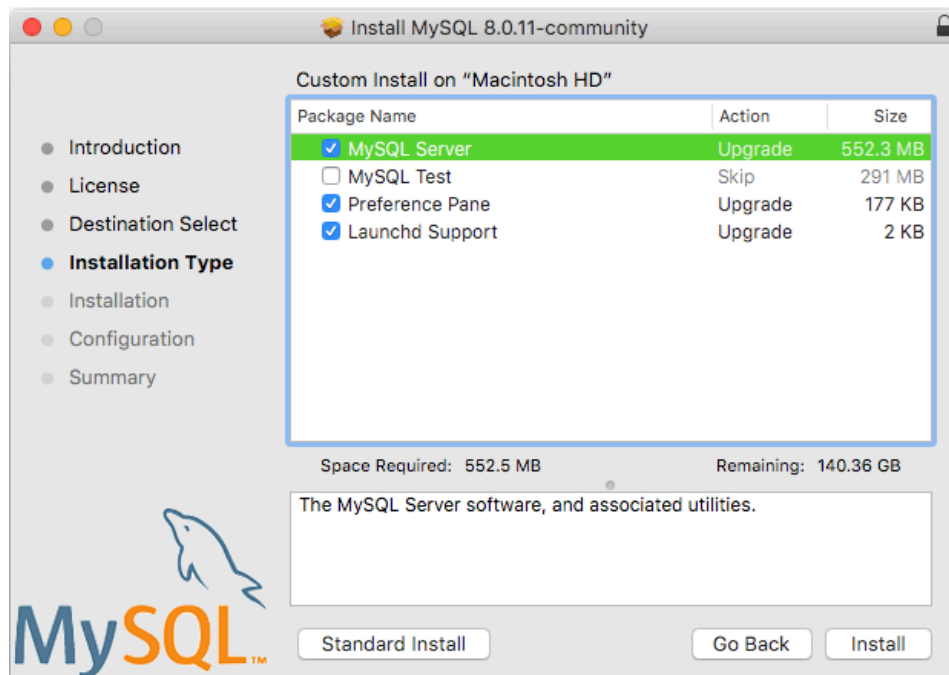 Install MySQL 8.0.11-community
Custom Install on “Macintosh HD”
Introduction
License
Destination Select
Installation Type
Installation
Configuration
Summary
Package Name Action Size
MySQL Server Upgrade 552.3 MB
MySQL Test Skip 291 MB
Preference Pane Upgrade 177 KB
Launchd Support Upgrade 2 KB
Space Required: 552.5 MB Remaining: 140.36 GB
The MySQL Server software, and associated utilities.
MySQL™
Standard Install Go Back Install